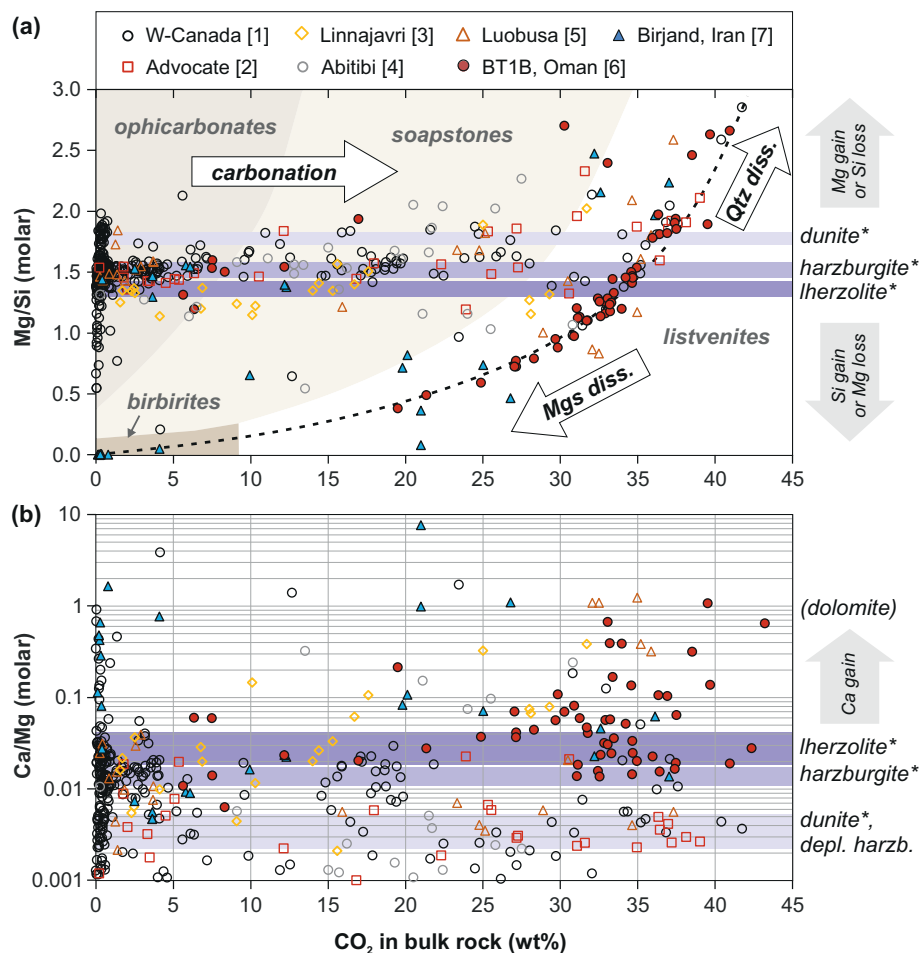 (a)
W-Canada [1]
Linnajavri [3]
Luobusa [5]
Birjand, Iran [7]
Advocate [2]
Abitibi [4]
BT1B, Oman [6]
3.0
2.5
2.0
1.5
1.0
0.5
0.0
Mg/Si (molar)
ophicarbonates
soapstones
carbonation
Qtz diss.
Mgs diss.
listvenites
birbirites
Mg gain
or Si loss
dunite*
harzburgite*
lherzolite*
Si gain
or Mg loss
0
5
10
15
20
25
30
35
40
45
(b)
10
1
0.1
0.01
0.001
Ca/Mg (molar)
(dolomite)
Ca gain
lherzolite*
harzburgite*
dunite*,
depl. harzb.
0
5
10
15
20
25
30
35
40
45
CO2 in bulk rock (wt%)